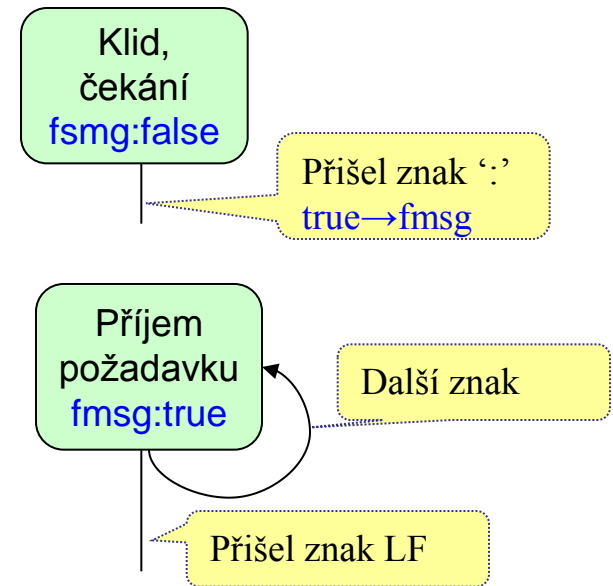 Klid,
čekání
fsmg:false
Přišel znak ‘:’
true→fmsg
Příjem
požadavku
fmsg:true
Další znak
Přišel znak LF